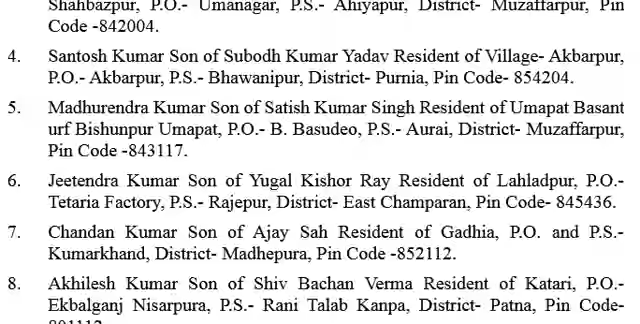 Shahbazpur, P.O.- Umanagar, P.S.- Ahiyapur, District- Muzaffarpur, Pin
Code -842004.
4. Santosh Kumar Son of Subodh Kumar Yadav Resident of Village- Akbarpur,
P.O.- Akbarpur, P.S.- Bhawanipur, District- Purnia, Pin Code- 854204.
5. Madhurendra Kumar Son of Satish Kumar Singh Resident of Umapat Basant
urf Bishunpur Umapat, P.O.- B. Basudeo, P.S.- Aurai, District- Muzaffarpur,
Pin Code -843117.
6. Jeetendra Kumar Son of Yugal Kishor Ray Resident of Lahladpur, P.O.-
Tetaria Factory, P.S.- Rajepur, District- East Champaran, Pin Code- 845436.
7. Chandan Kumar Son of Ajay Sah Resident of Gadhia, P.O. and P.S.-
Kumarkhand, District- Madhepura, Pin Code -852112.
8. Akhilesh Kumar Son of Shiv Bachan Verma Resident of Katari, P.O.-
Ekbalganj Nisarpura, P.S.- Rani Talab Kanpa, District- Patna, Pin Code-